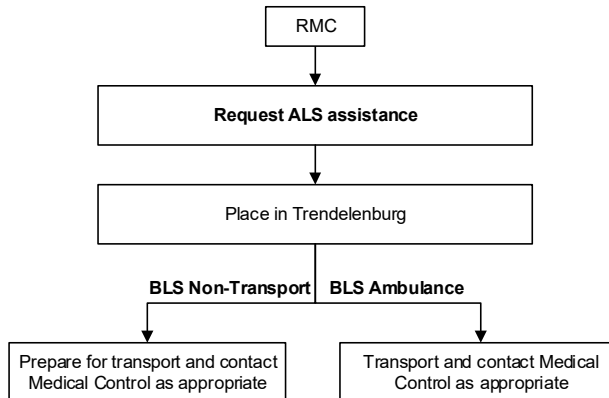 RMC
Request ALS assistance
Place in Trendelenburg
BLS Non-Transport
BLS Ambulance
Prepare for transport and contact
Medical Control as appropriate
Transport and contact Medical
Control as appropriate